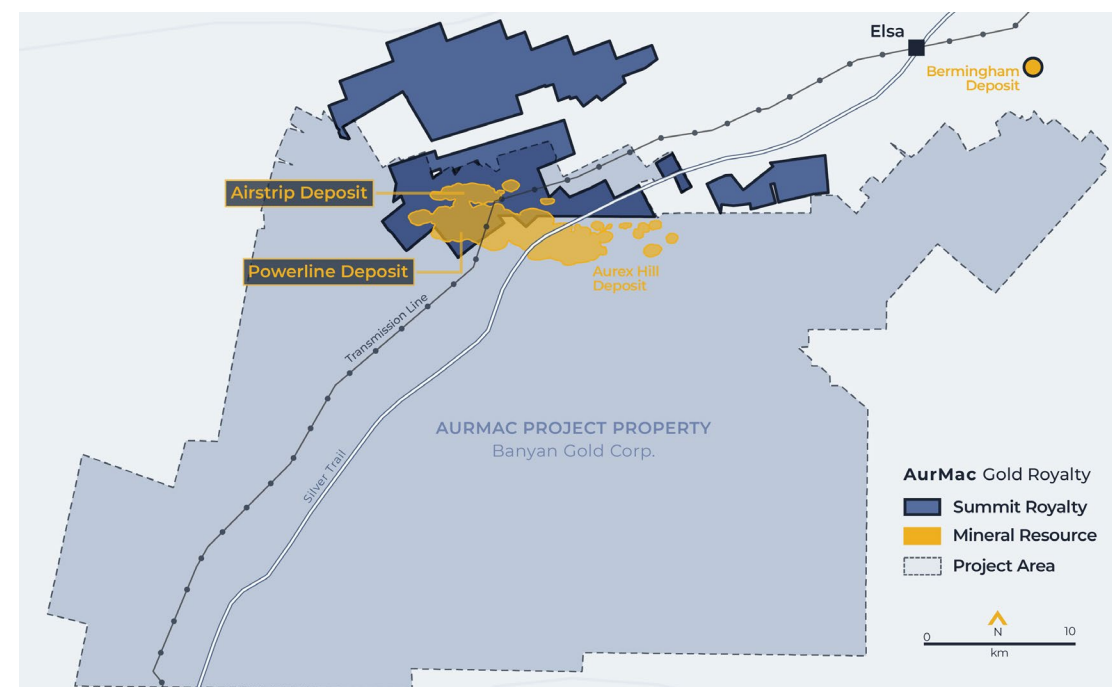 Elsa
Bermingham
Deposit
Airstrip Deposit
Powerline Deposit
Aurex Hill
Deposit
Transmission Line
Silver Trail
AURMAC PROJECT PROPERTY
Banyan Gold Corp.
AurMac Gold Royalty
Summit Royalty
Mineral Resource
Project Area
N
0
10
km